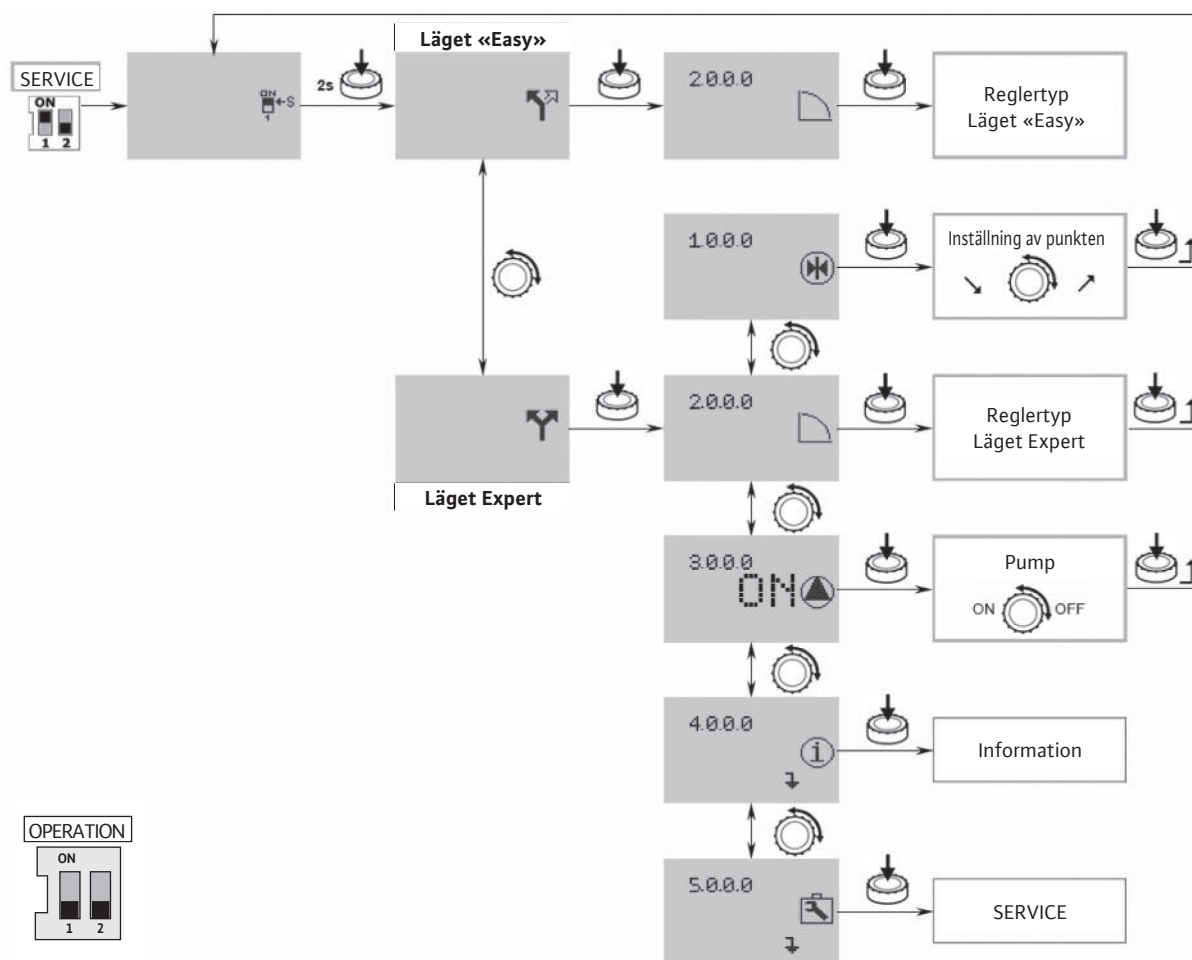 Läget «Easy»
SERVICE
ON
1 2
ON
←S
1
2s
2.0.0.0
Reglertyp
Läget «Easy»
1.0.0.0
Inställning av punkten
2.0.0.0
Reglertyp
Läget Expert
Läget Expert
3.0.0.0
ON
Pump
ON OFF
4.0.0.0
i
Information
OPERATION
ON
1 2
5.0.0.0
SERVICE